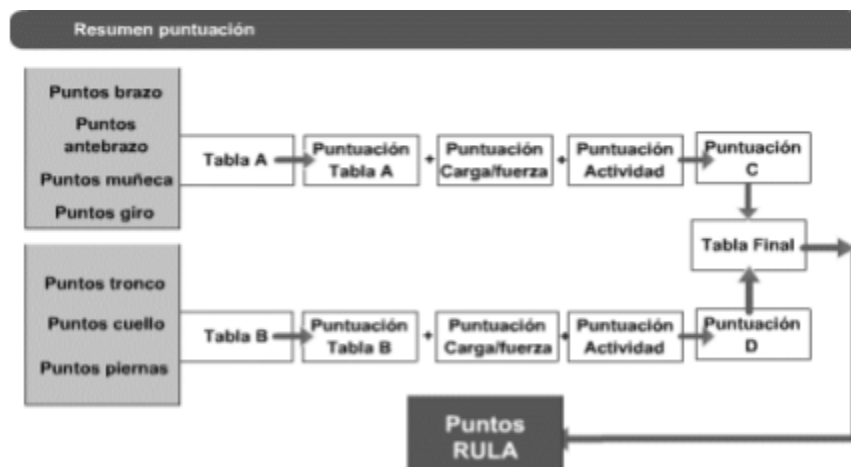 Resumen puntuación
Puntos brazo
Puntos
antebrazo
Puntos muñeca
Puntos giro
Tabla A
Puntuación
Tabla A
+
Puntuación
Carga/fuerza
+
Puntuación
Actividad
Puntuación
C
Tabla Final
Puntos tronco
Puntos cuello
Puntos piernas
Tabla B
Puntuación
Tabla B
+
Puntuación
Carga/fuerza
+
Puntuación
Actividad
Puntuación
D
Puntos
RULA